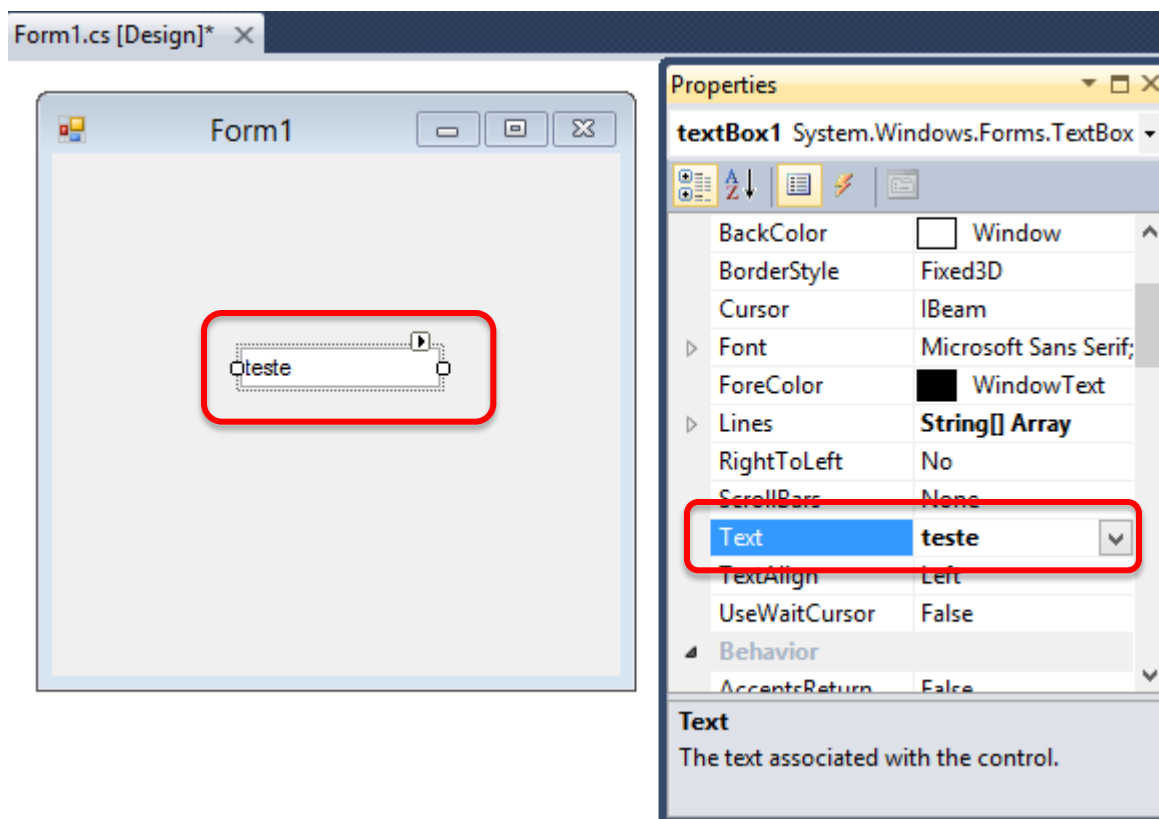 Form1.cs [Design]*
Form1
teste
Properties
textBox1 System.Windows.Forms.TextBox
BackColor Window
BorderStyle Fixed3D
Cursor IBeam
Font Microsoft Sans Serif;
ForeColor WindowText
Lines String[] Array
RightToLeft No
ScrollBars None
Text teste
TextAlign Left
UseWaitCursor False
Behavior
AcceptsReturn False
Text
The text associated with the control.